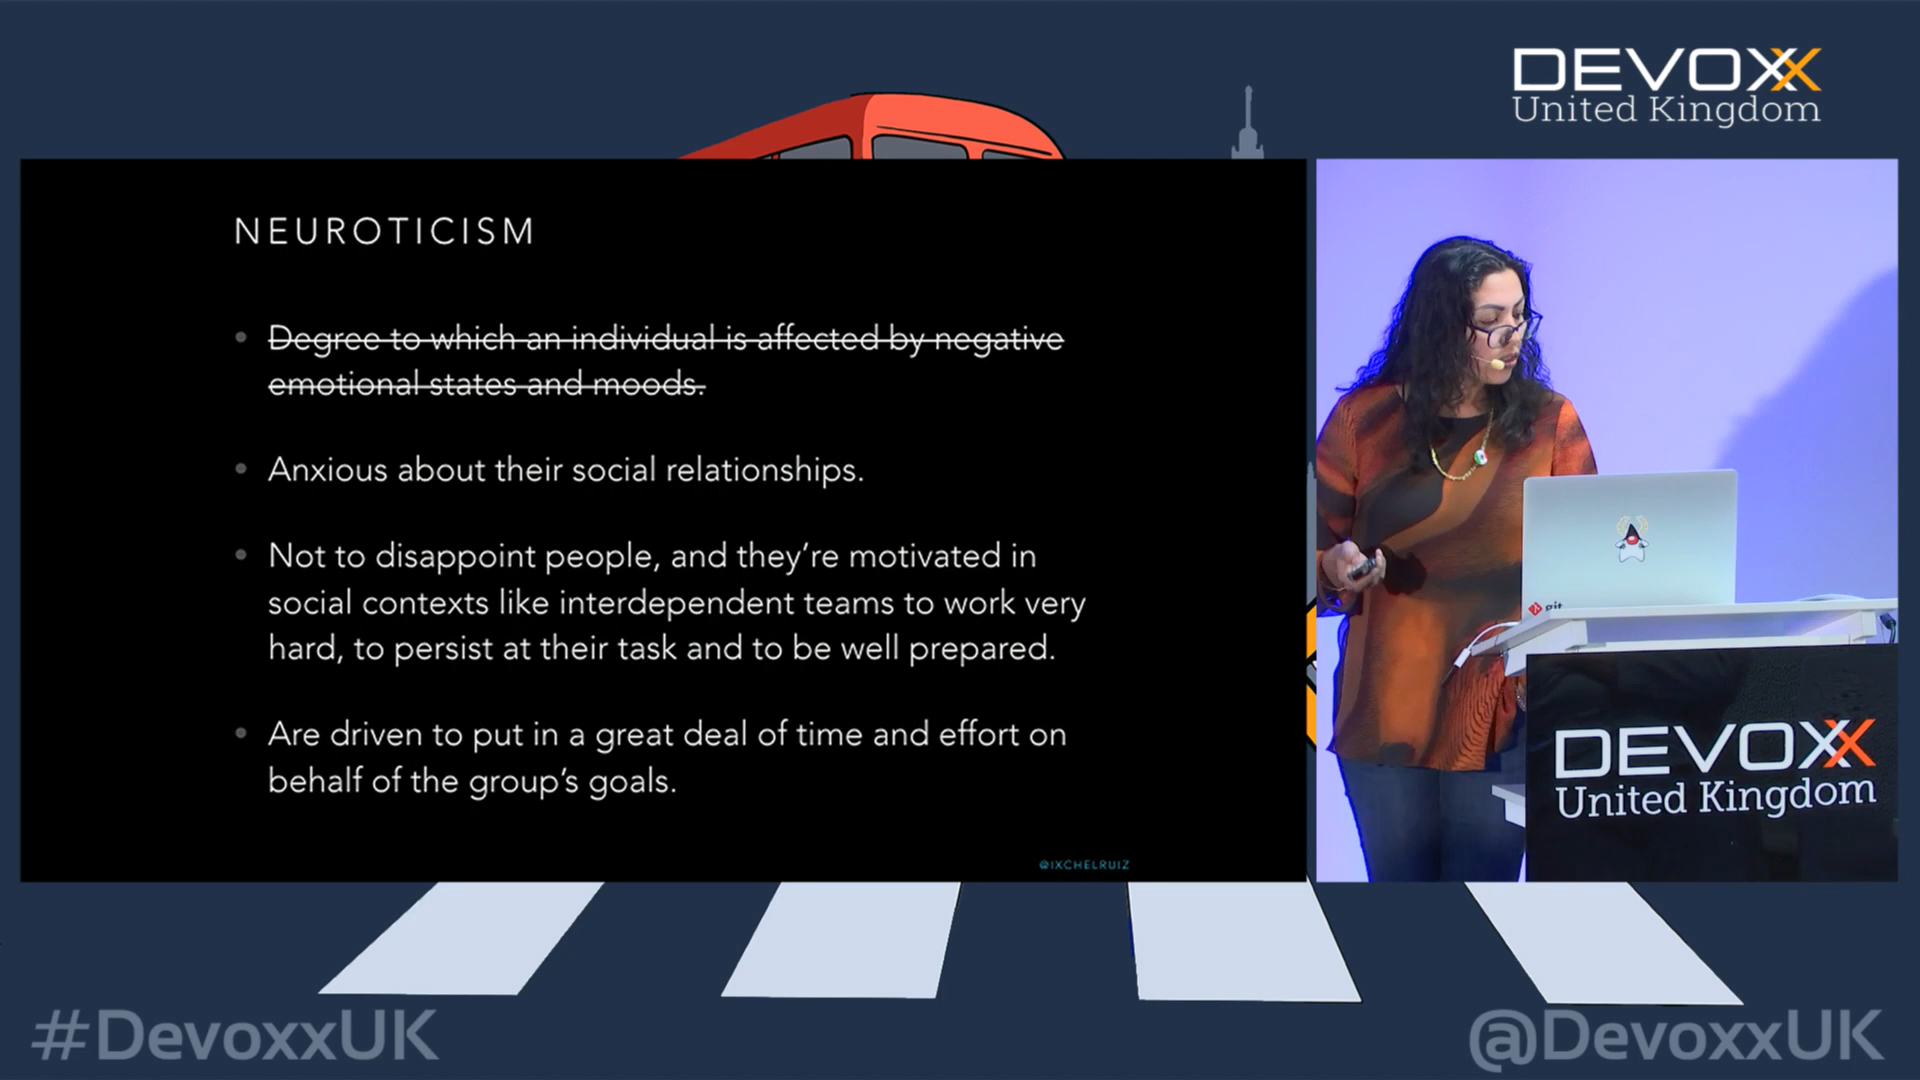 DEVOXX
United Kingdom
NEUROTICISM
• Degree to which an individual is affected by negative
emotional states and moods.
• Anxious about their social relationships.
• Not to disappoint people, and they're motivated in
social contexts like interdependent teams to work very
hard, to persist at their task and to be well prepared.
• Are driven to put in a great deal of time and effort on
behalf of the group's goals.
@IXCHELRUIZ
git
DEVOXX
United Kingdom
#DevoxxUK
@DevoxxUK